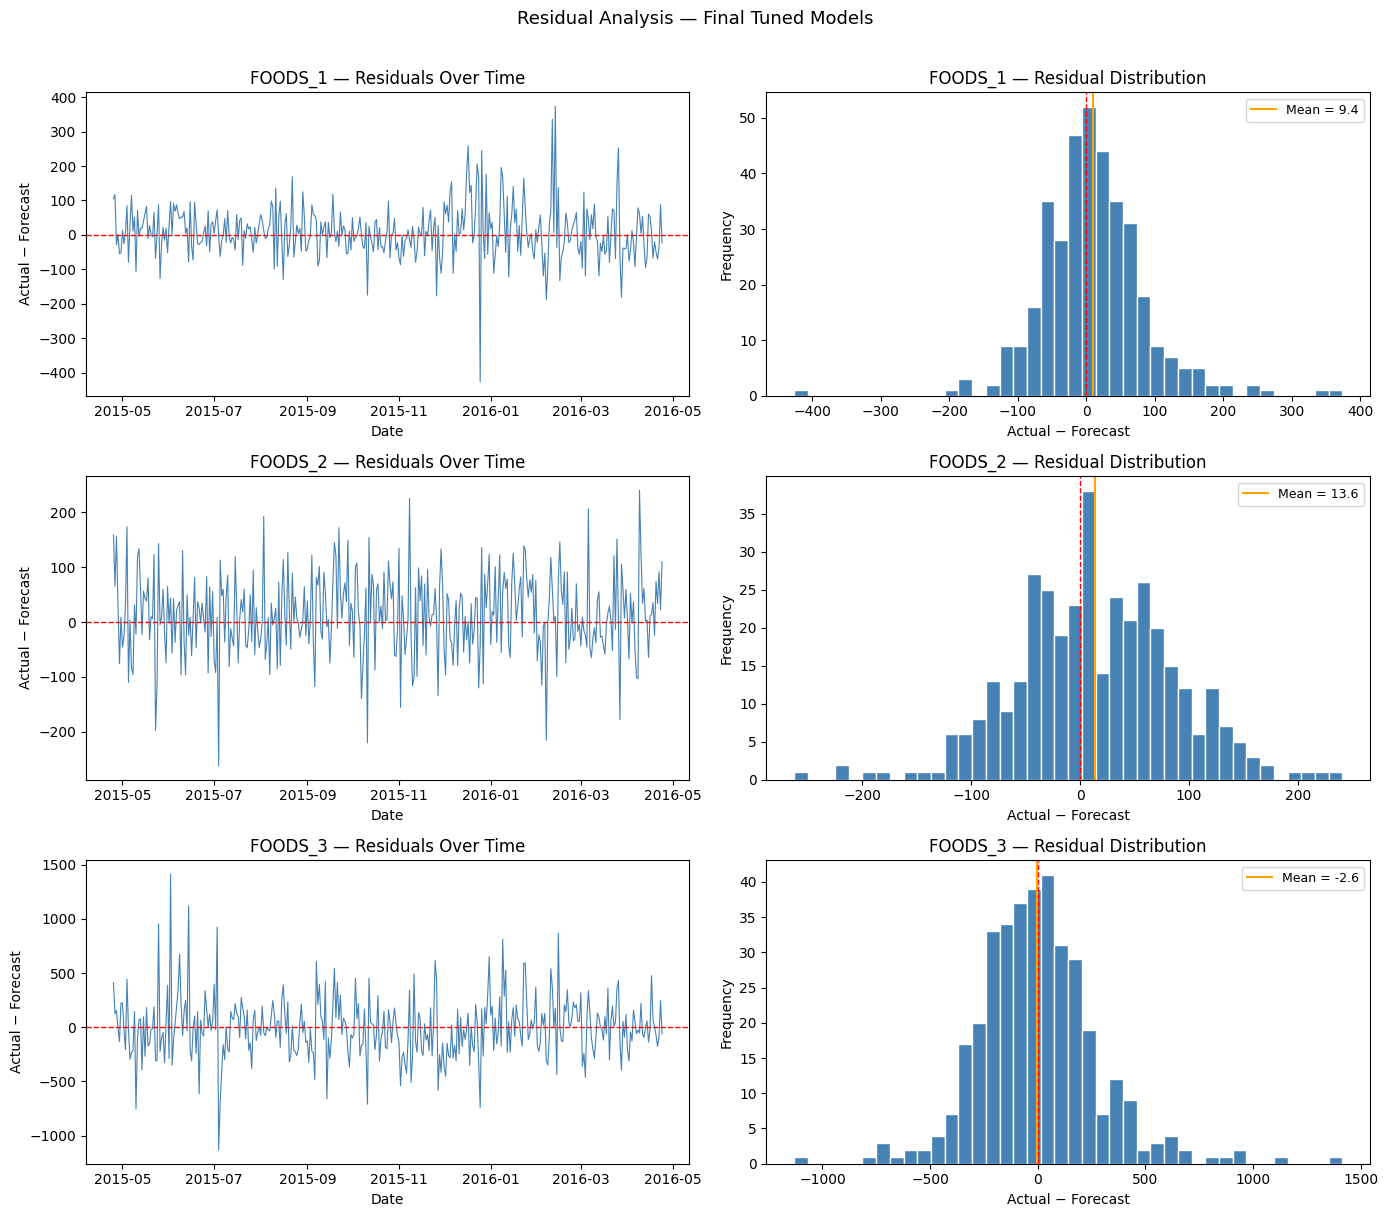 Residual Analysis — Final Tuned Models
FOODS_1 — Residuals Over Time
400
300
200
100
0
−100
−200
−300
−400
Actual − Forecast
2015-05 2015-07 2015-09 2015-11 2016-01 2016-03 2016-05
Date
FOODS_1 — Residual Distribution
Mean = 9.4
50
40
30
20
10
0
Frequency
−400 −300 −200 −100 0 100 200 300 400
Actual − Forecast
FOODS_2 — Residuals Over Time
200
100
0
−100
−200
Actual − Forecast
2015-05 2015-07 2015-09 2015-11 2016-01 2016-03 2016-05
Date
FOODS_2 — Residual Distribution
Mean = 13.6
35
30
25
20
15
10
5
0
Frequency
−200 −100 0 100 200
Actual − Forecast
FOODS_3 — Residuals Over Time
1500
1000
500
0
−500
−1000
Actual − Forecast
2015-05 2015-07 2015-09 2015-11 2016-01 2016-03 2016-05
Date
FOODS_3 — Residual Distribution
Mean = -2.6
40
35
30
25
20
15
10
5
0
Frequency
−1000 −500 0 500 1000 1500
Actual − Forecast